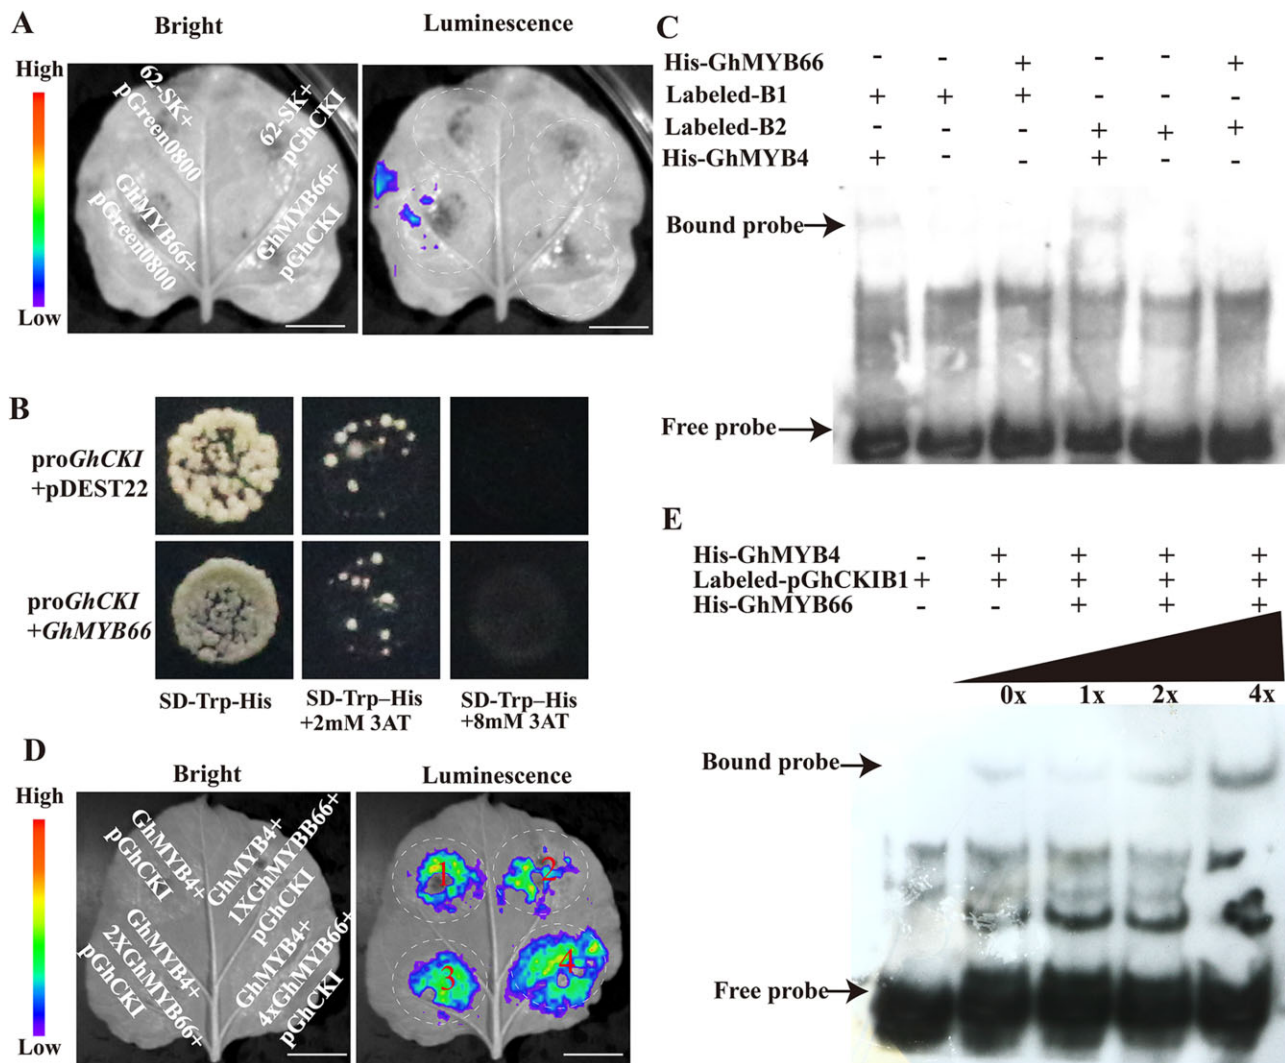 A
Bright
Luminescence
High
Low
62-SK+
pGreen0800
62-SK+
pGhCKI
GhMYB66+
pGreen0800
GhMYB66+
pGhCKI
B
proGhCKI
+pDEST22
proGhCKI
+GhMYB66
SD-Trp-His
SD-Trp–His
+2mM 3AT
SD-Trp–His
+8mM 3AT
C
His-GhMYB66 - - + - - +
Labeled-B1 + + + - - -
Labeled-B2 - - - + + +
His-GhMYB4 + - - + - -
Bound probe
Free probe
D
Bright
Luminescence
High
Low
GhMYB4+
pGhCKI
GhMYB4+
1XGhMYBB66+
pGhCKI
GhMYB4+
2XGhMYB66+
pGhCKI
GhMYB4+
4xGhMYB66+
pGhCKI
1
2
3
4
E
His-GhMYB4 - + + + +
Labeled-pGhCKIB1 + + + + +
His-GhMYB66 - - + + +
0x 1x 2x 4x
Bound probe
Free probe